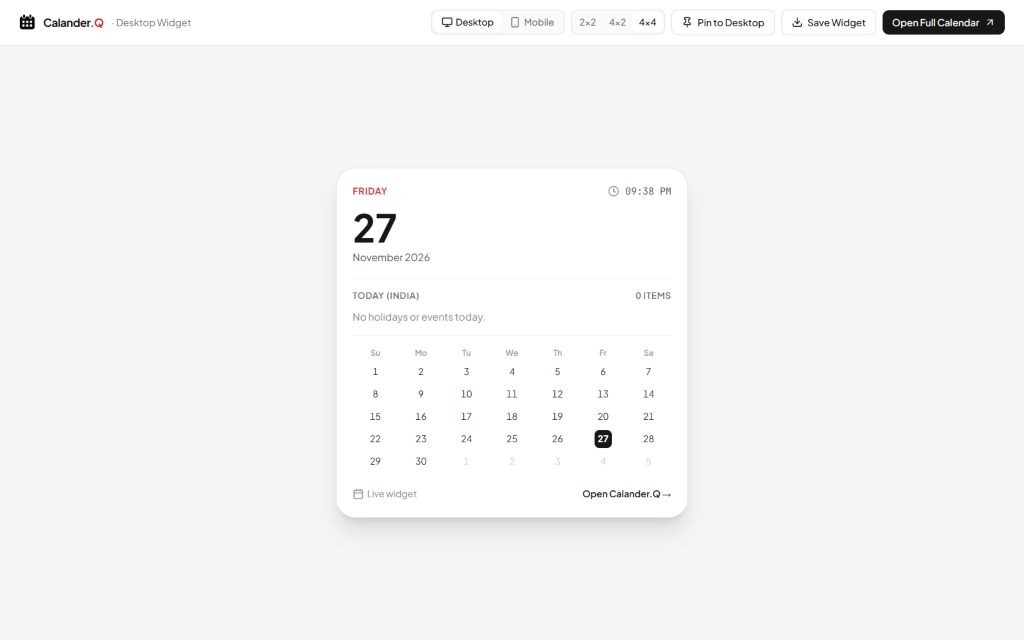 Calander.Q · Desktop Widget Desktop Mobile 2×2 4×2 4×4 Pin to Desktop Save Widget Open Full Calendar
FRIDAY 09:38 PM
27
November 2026
TODAY (INDIA) 0 ITEMS
No holidays or events today.
Su Mo Tu We Th Fr Sa
1 2 3 4 5 6 7
8 9 10 11 12 13 14
15 16 17 18 19 20 21
22 23 24 25 26 27 28
29 30 1 2 3 4 5
Live widget Open Calander.Q→